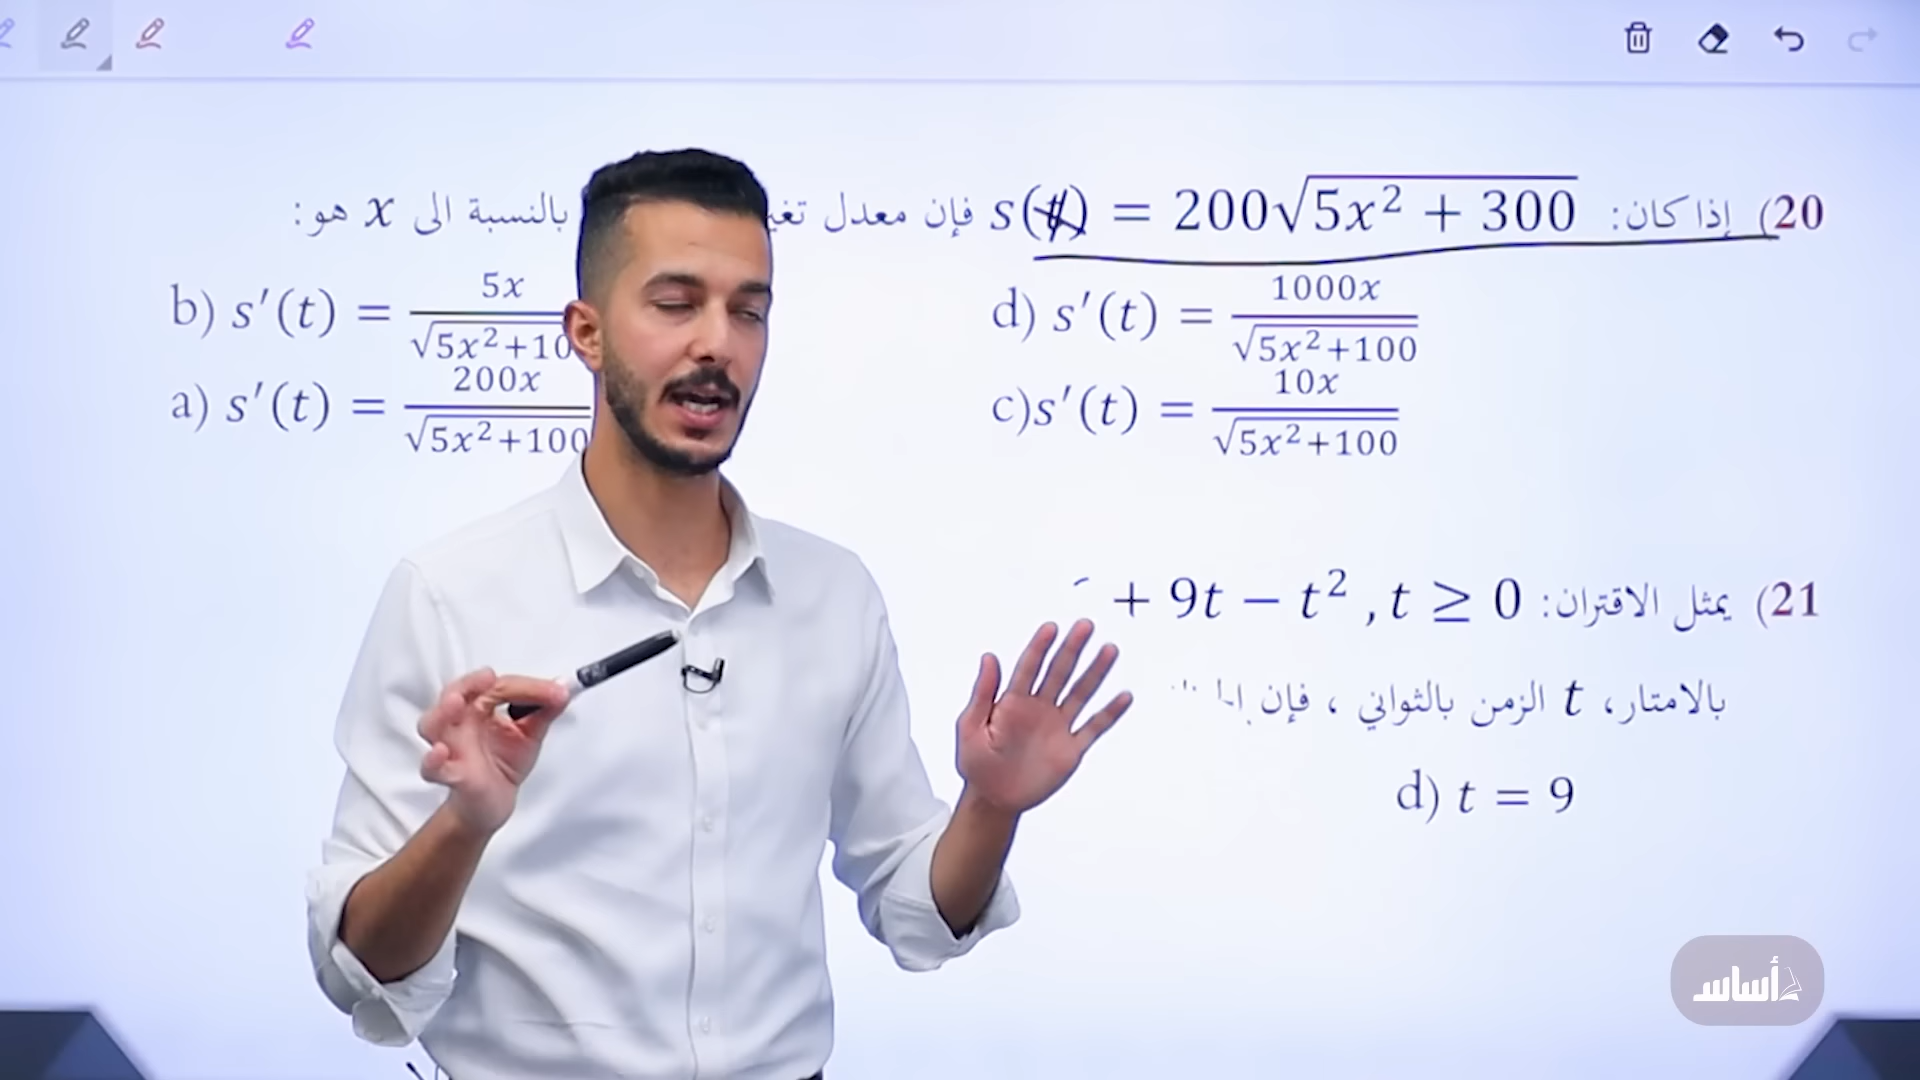 20) إذا كان: s(x) = 200√5x² + 300 فإن معدل بالنسبة الى x هو:
d) s′(t) = 1000x / √5x²+100
b) s′(t) = 5x / √5x²+10
c)s′(t) = 10x / √5x²+100
a) s′(t) = 200x / √5x²+100
21) يمثل الاقتران: + 9t − t² , t ≥ 0
بالامتار، t الزمن بالثواني ، فإن
d) t = 9
أساس